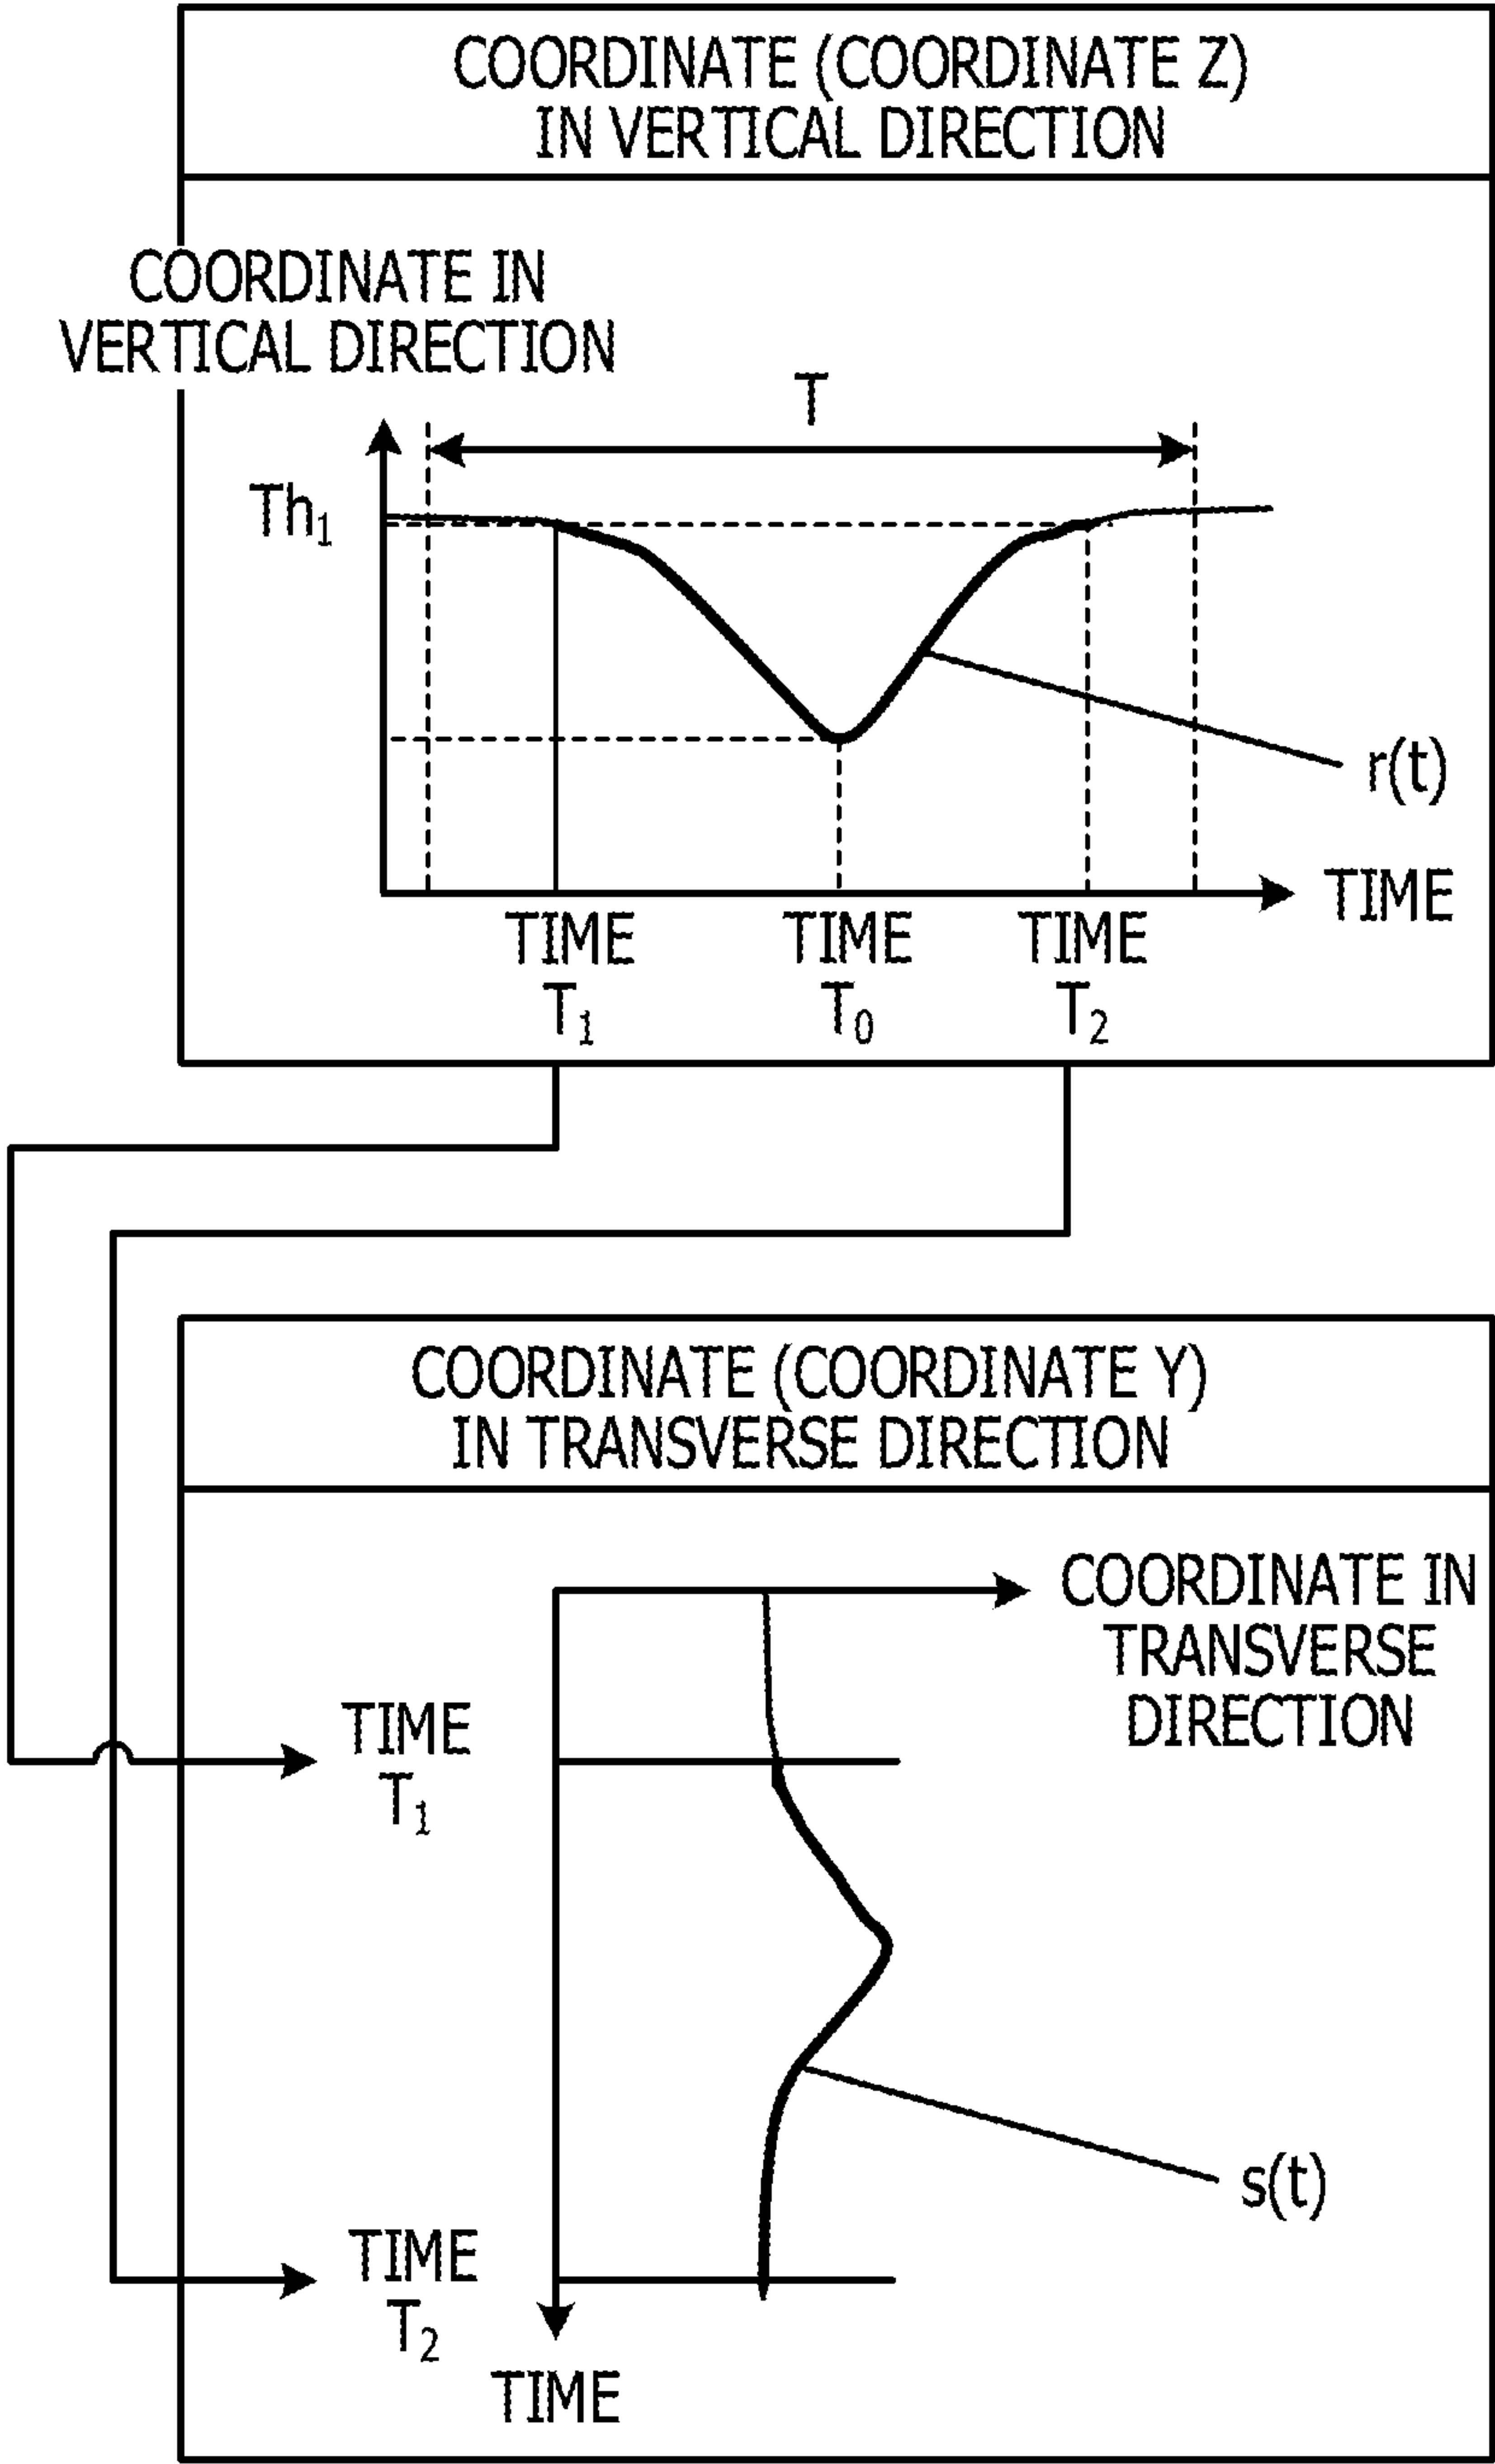 COORDINATE (COORDINATE Z)
IN VERTICAL DIRECTION
COORDINATE IN
VERTICAL DIRECTION
T
Th₁
r(t)
TIME
TIME
T₁
TIME
T₀
TIME
T₂
COORDINATE (COORDINATE Y)
IN TRANSVERSE DIRECTION
COORDINATE IN
TRANSVERSE
DIRECTION
TIME
T₁
s(t)
TIME
T₂
TIME